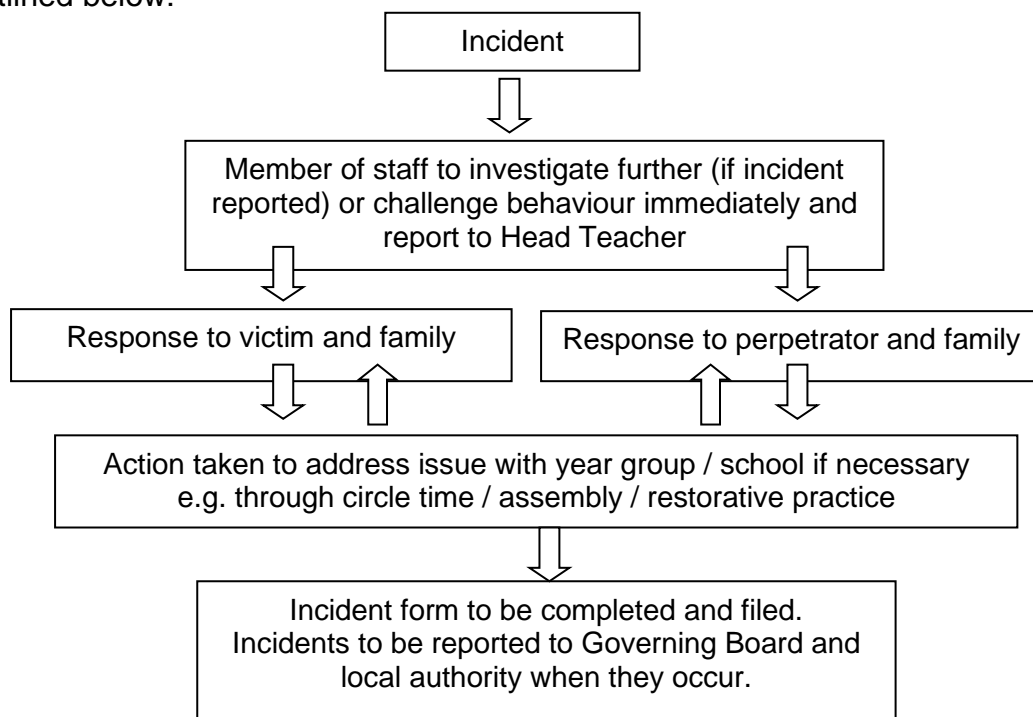 below.
Incident
Member of staff to investigate further (if incident
reported) or challenge behaviour immediately and
report to Head Teacher
Response to victim and family
Response to perpetrator and family
Action taken to address issue with year group / school if necessary
e.g. through circle time / assembly / restorative practice
Incident form to be completed and filed.
Incidents to be reported to Governing Board and
local authority when they occur.